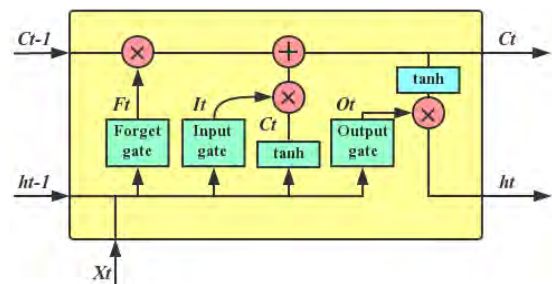 Ct-1
×
+
Ct
tanh
Ft
It
×
Ct
Ot
×
Forget
gate
Input
gate
tanh
Output
gate
ht-1
ht
Xt